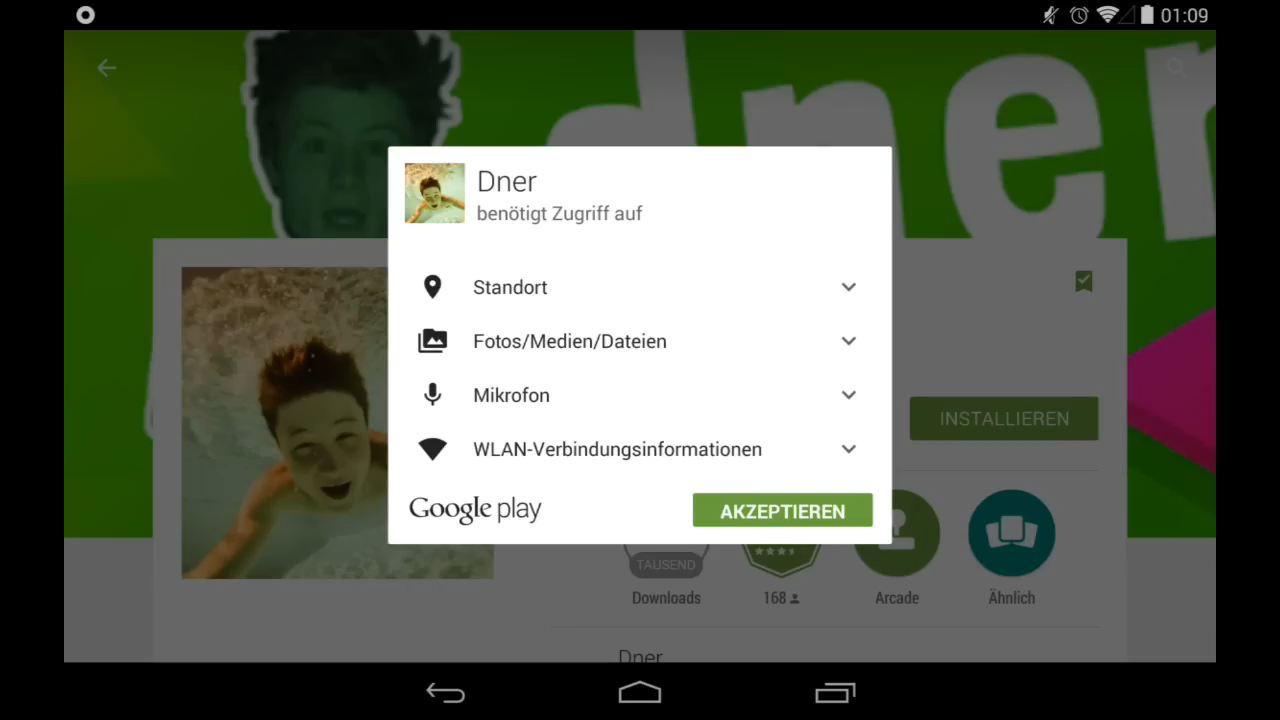 01:09
dner
Dner
benötigt Zugriff auf
Standort
Fotos/Medien/Dateien
Mikrofon
WLAN-Verbindungsinformationen
Google play
AKZEPTIEREN
INSTALLIEREN
TAUSEND
Downloads
168
Arcade
Ähnlich
Dner